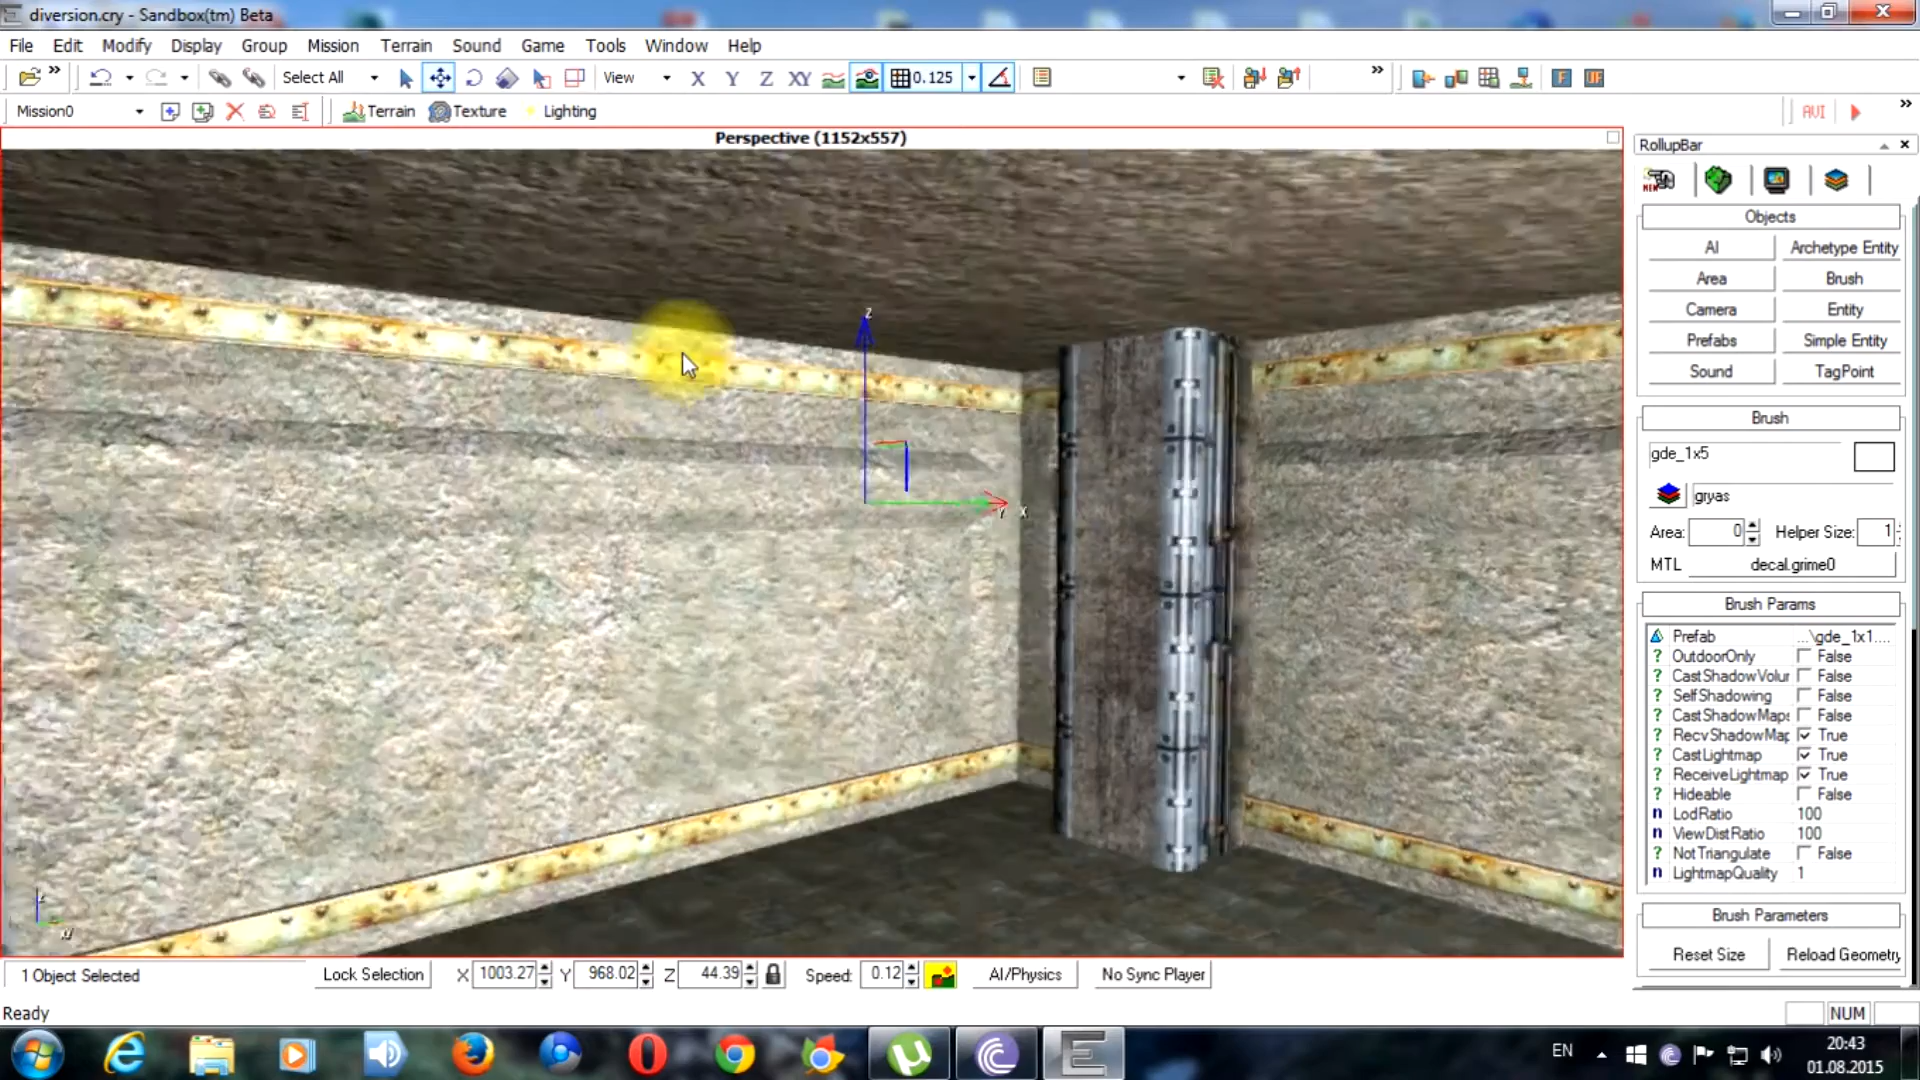 diversion.cry - Sandbox(tm) Beta
File Edit Modify Display Group Mission Terrain Sound Game Tools Window Help
Select All View X Y Z XY 0.125 F UF
Mission0 Terrain Texture Lighting AVI
Perspective (1152x557)
RollupBar
Objects
AI Archetype Entity
Area Brush
Camera Entity
Prefabs Simple Entity
Sound TagPoint
Brush
gde_1x5
gryas
Area: 0 Helper Size: 1
MTL decal.grime0
Brush Params
Prefab ...\gde_1x1....
OutdoorOnly False
CastShadowVolur False
SelfShadowing False
CastShadowMaps False
RecvShadowMap True
CastLightmap True
ReceiveLightmap True
Hideable False
LodRatio 100
ViewDistRatio 100
NotTriangulate False
LightmapQuality 1
Brush Parameters
Reset Size Reload Geometry
z
Y X
z
1 Object Selected Lock Selection X 1003.27 Y 968.02 Z 44.39 Speed: 0.12 AI/Physics No Sync Player
Ready NUM
EN 20:43
01.08.2015